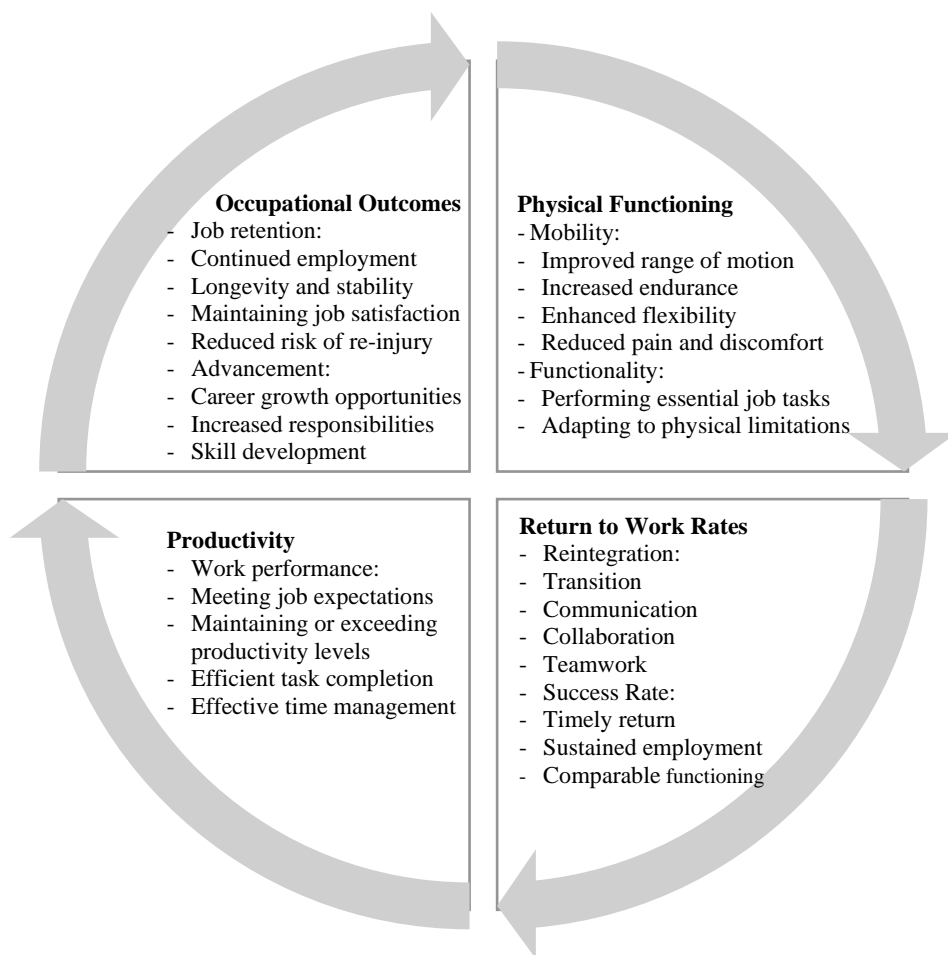 Occupational Outcomes
- Job retention:
- Continued employment
- Longevity and stability
- Maintaining job satisfaction
- Reduced risk of re-injury
- Advancement:
- Career growth opportunities
- Increased responsibilities
- Skill development
Physical Functioning
- Mobility:
- Improved range of motion
- Increased endurance
- Enhanced flexibility
- Reduced pain and discomfort
- Functionality:
- Performing essential job tasks
- Adapting to physical limitations
Productivity
- Work performance:
- Meeting job expectations
- Maintaining or exceeding
productivity levels
- Efficient task completion
- Effective time management
Return to Work Rates
- Reintegration:
- Transition
- Communication
- Collaboration
- Teamwork
- Success Rate:
- Timely return
- Sustained employment
- Comparable functioning